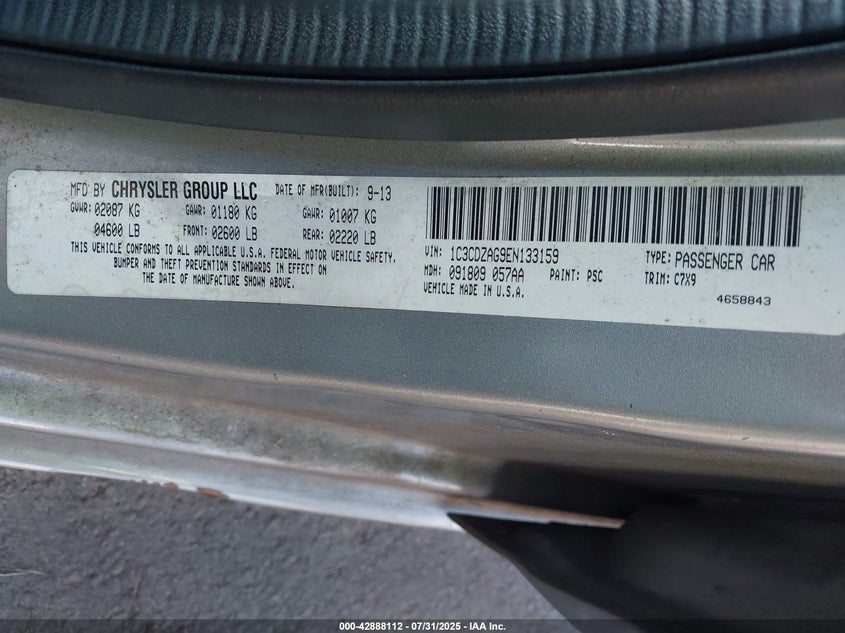 MFD BY CHRYSLER GROUP LLC DATE OF MFR(BUILT): 9-13
GVWR: 02087 KG GAWR: 01180 KG GAWR: 01007 KG
04600 LB FRONT: 02600 LB REAR: 02220 LB
THIS VEHICLE CONFORMS TO ALL APPLICABLE U.S.A. FEDERAL MOTOR VEHICLE SAFETY,
BUMPER AND THEFT PREVENTION STANDARDS IN EFFECT ON
THE DATE OF MANUFACTURE SHOWN ABOVE.
VIN: 1C3CDZAG9EN133159 TYPE: PASSENGER CAR
MDH: 091809 057AA PAINT: PSC TRIM: C7X9
VEHICLE MADE IN U.S.A.
4658843
000-42888112 - 07/31/2025 - IAA Inc.